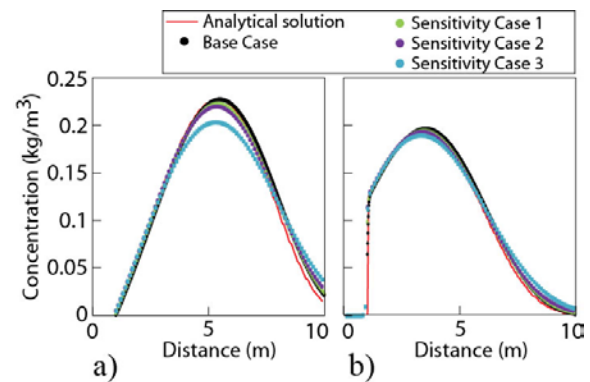 Analytical solution
Base Case
Sensitivity Case 1
Sensitivity Case 2
Sensitivity Case 3
Concentration (kg/m³)
0.25
0.2
0.15
0.1
0.05
0
0 5 10
Distance (m)
a)
0 5 10
Distance (m)
b)